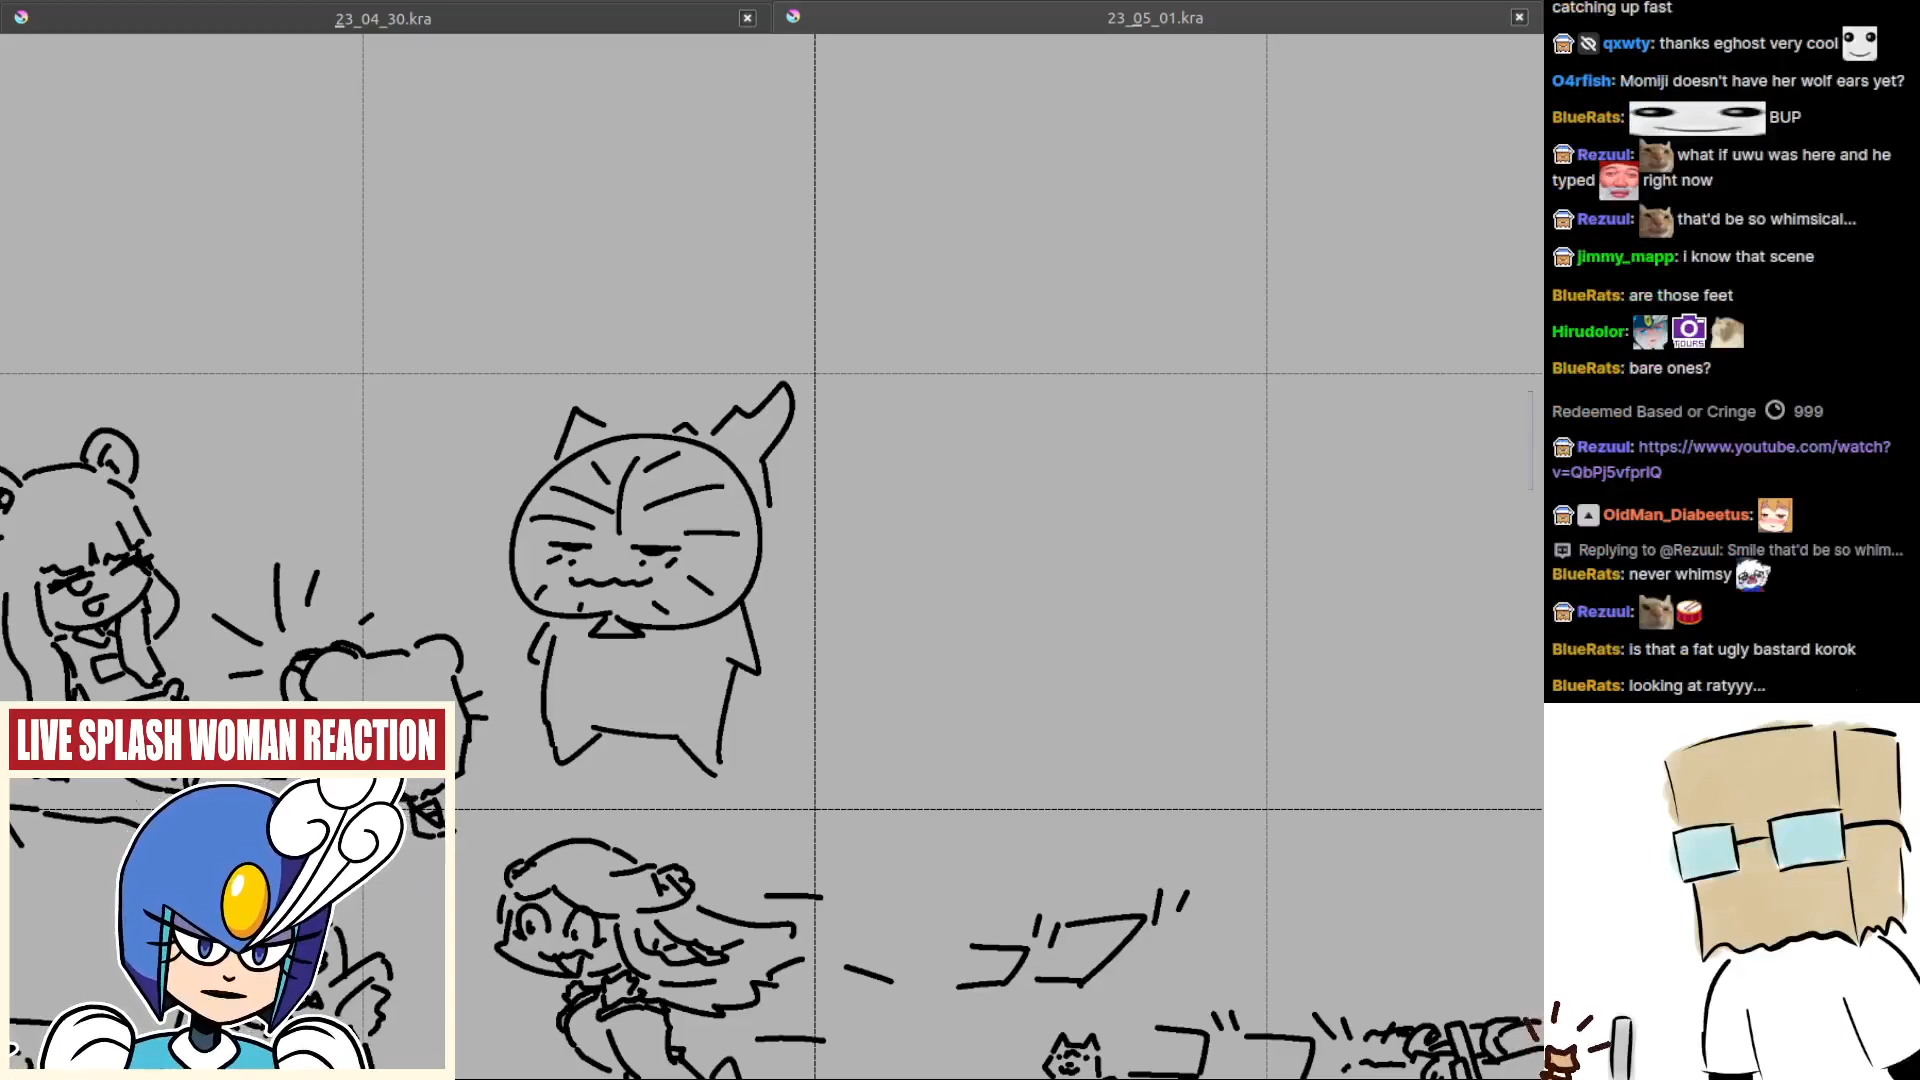 23_04_30.kra
23_05_01.kra
catching up fast
qxwty: thanks eghost very cool
O4rfish: Momiji doesn't have her wolf ears yet?
BlueRats: BUP
Rezuul: what if uwu was here and he
typed right now
Rezuul: that'd be so whimsical...
jimmy_mapp: i know that scene
BlueRats: are those feet
Hirudolor:
TOURS
BlueRats: bare ones?
Redeemed Based or Cringe 999
Rezuul: https://www.youtube.com/watch?
v=QbPj5vfprIQ
OldMan_Diabeetus:
Replying to @Rezuul: Smile that'd be so whim...
BlueRats: never whimsy
Rezuul:
BlueRats: is that a fat ugly bastard korok
BlueRats: looking at ratyyy...
LIVE SPLASH WOMAN REACTION